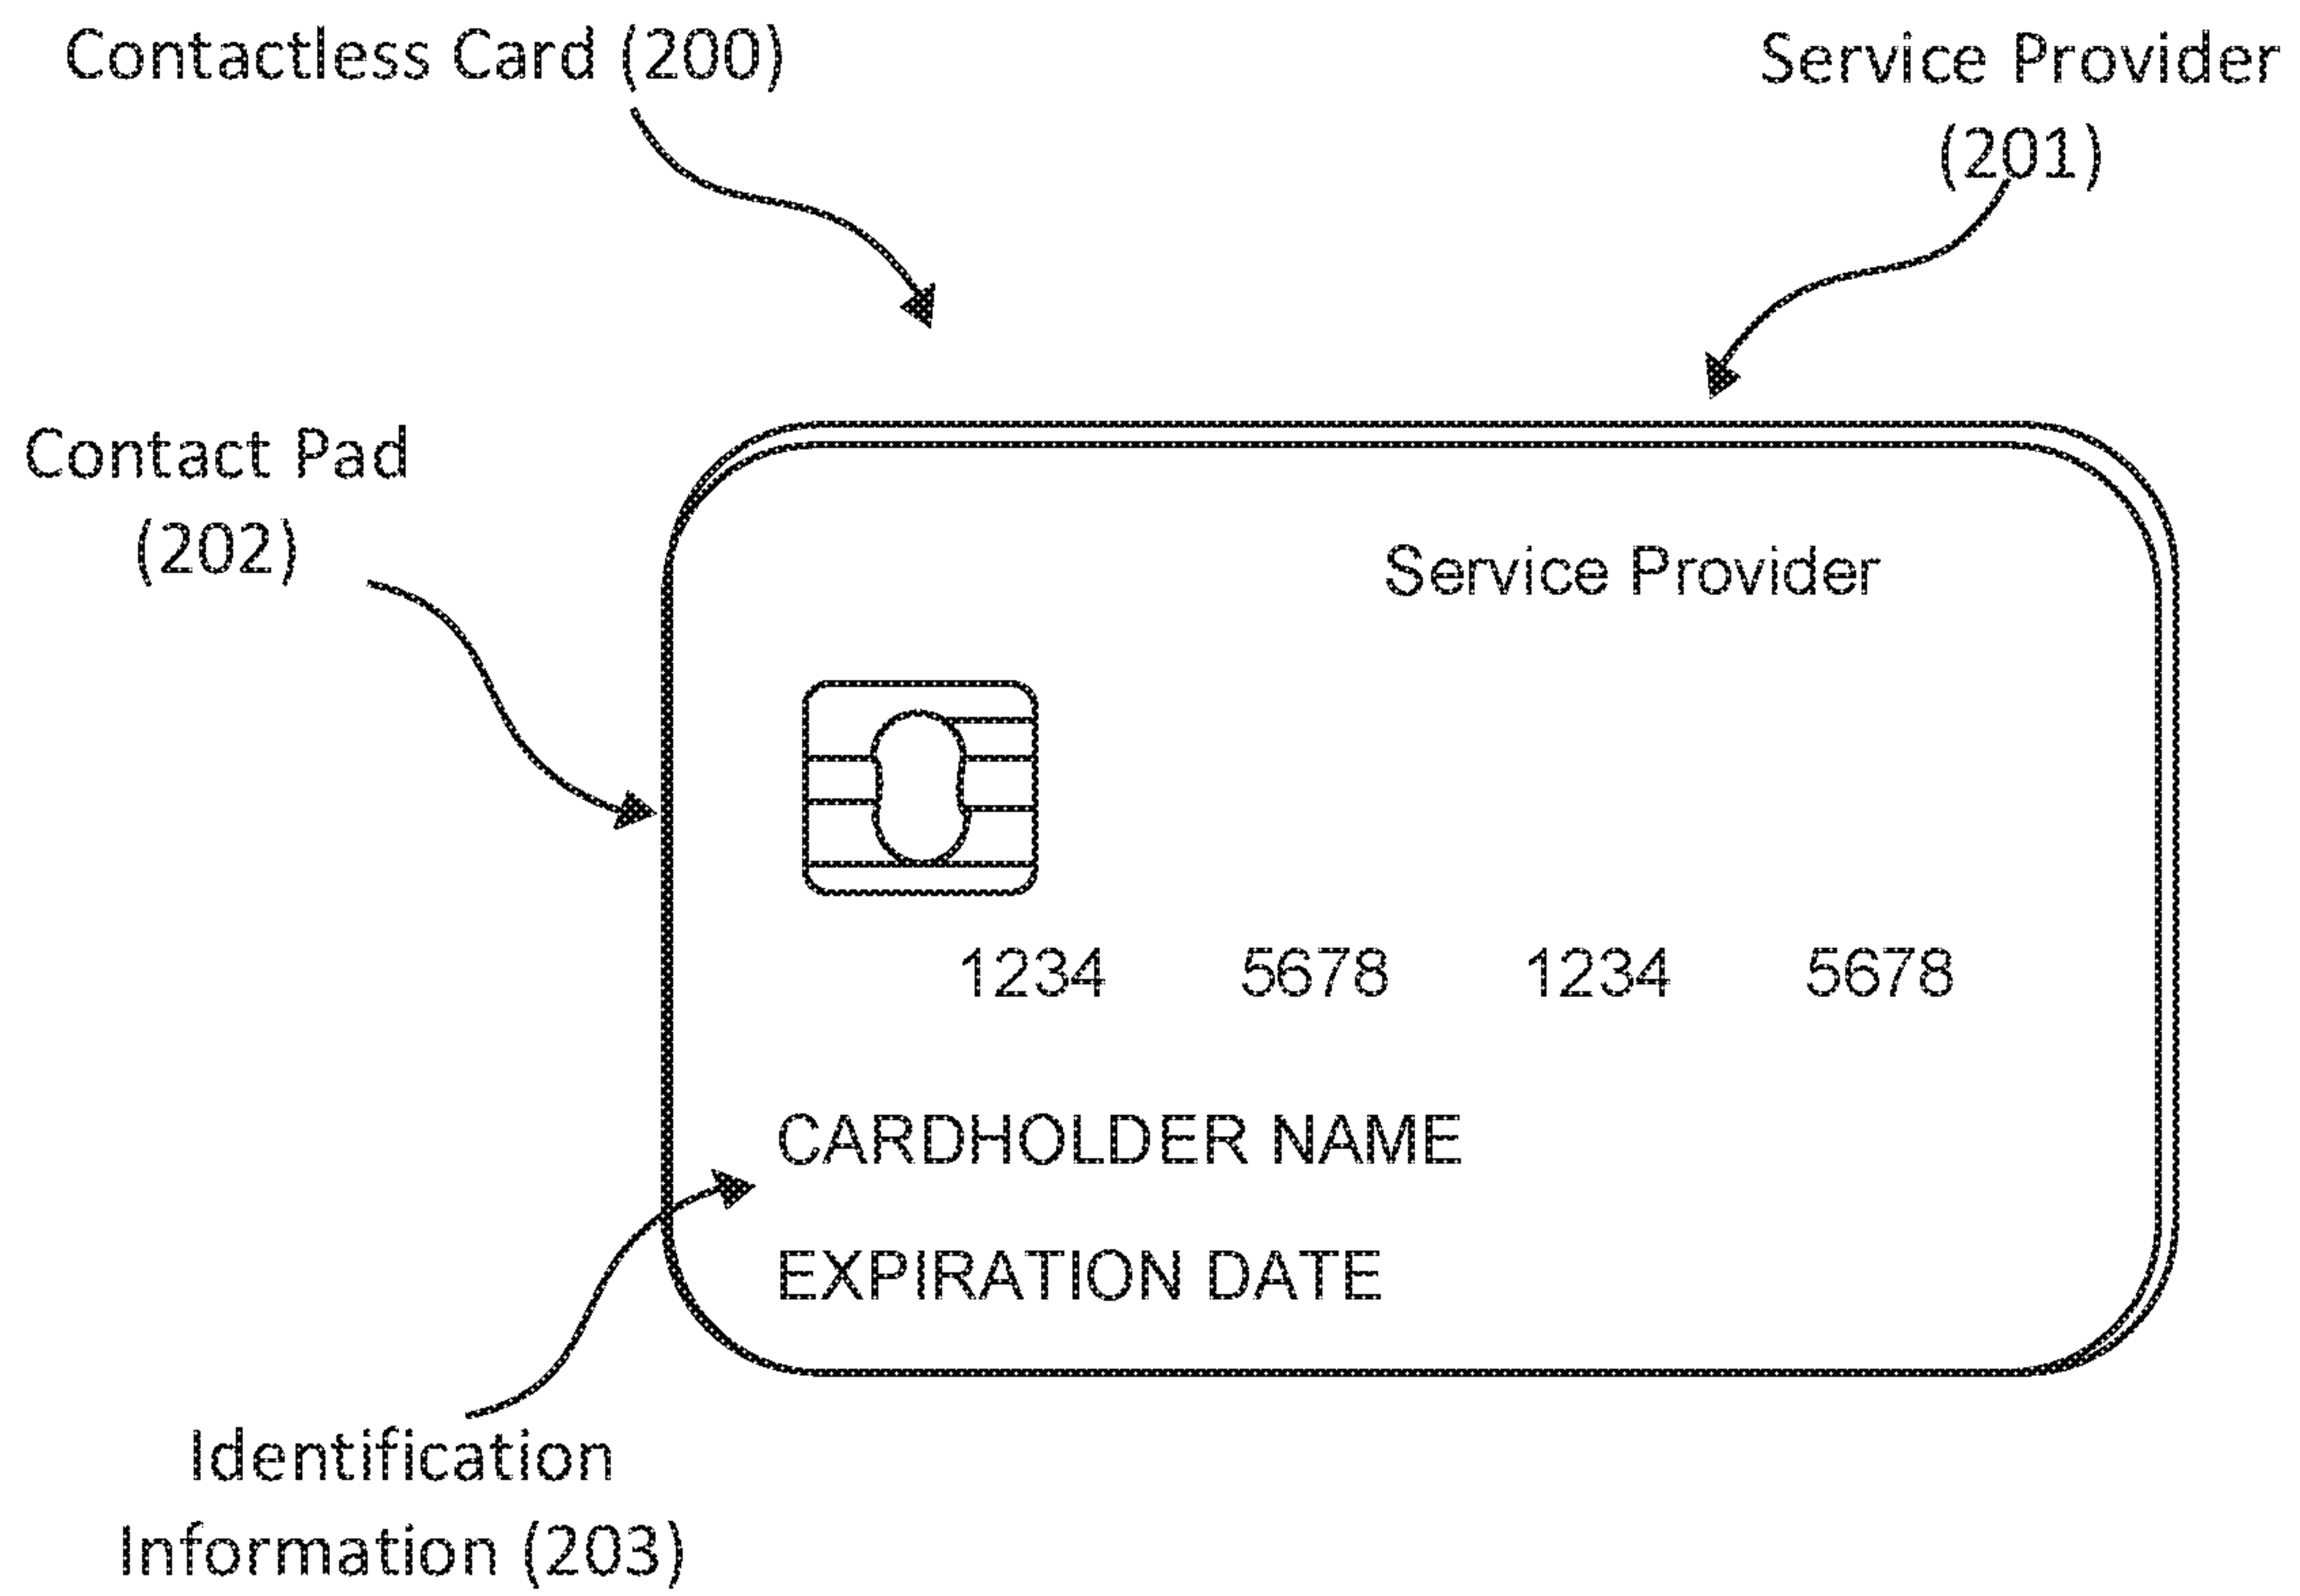 Contactless Card (200)
Service Provider
(201)
Contact Pad
(202)
Service Provider
1234 5678 1234 5678
CARDHOLDER NAME
EXPIRATION DATE
Identification
Information (203)